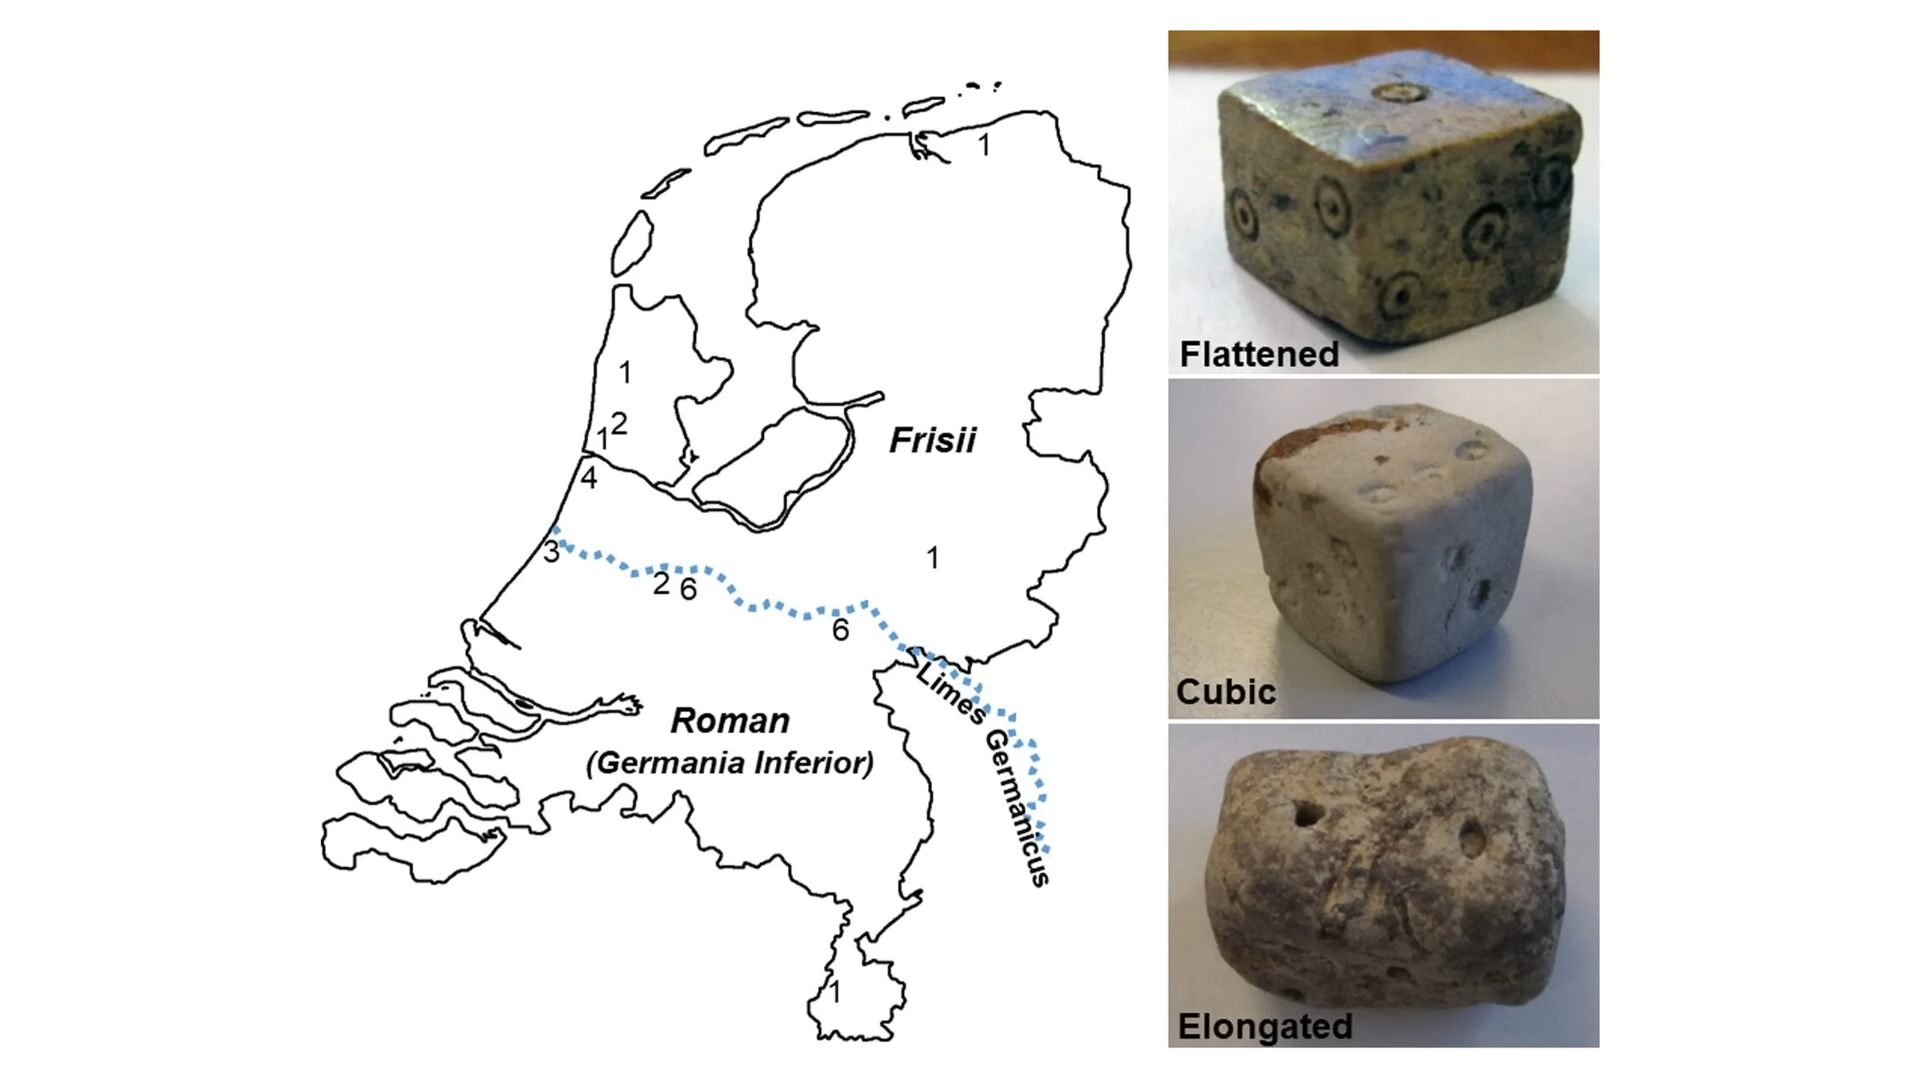 1
1
2
1
4
Frisii
3
1
2 6
6
Limes Germanicus
Roman
(Germania Inferior)
1
Flattened
Cubic
Elongated